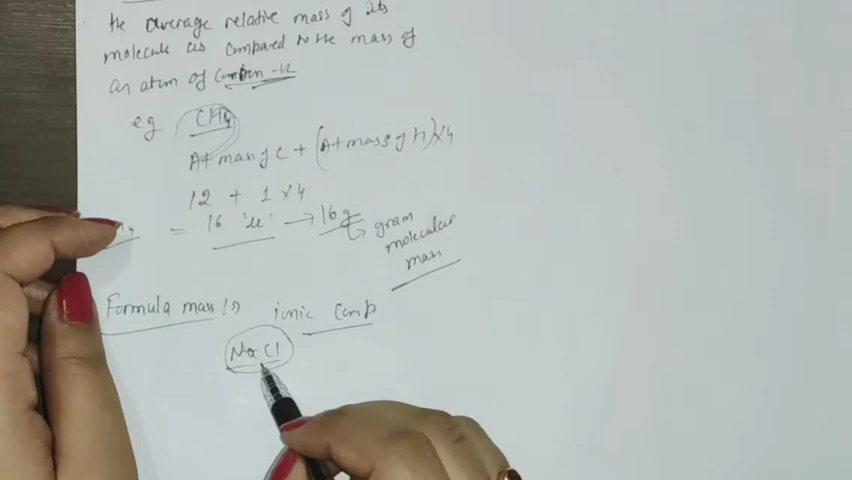 the average relative mass of its
molecule as compared to the mass of
an atom of Carbon-12
eg CH4
At mass of C + (At mass of H)×4
12 + 1×4
= 16 'u' → 16g
↳ gram
molecular
mass
Formula mass is ionic comp
NaCl